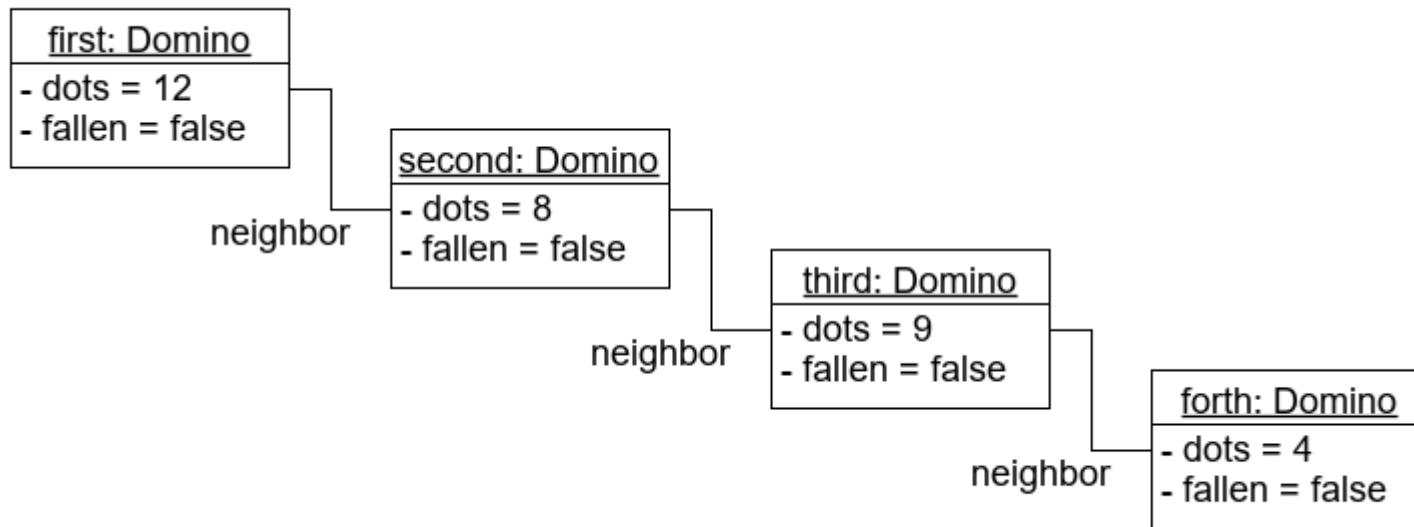 first: Domino
- dots = 12
- fallen = false
second: Domino
- dots = 8
- fallen = false
neighbor
third: Domino
- dots = 9
- fallen = false
neighbor
forth: Domino
- dots = 4
- fallen = false
neighbor